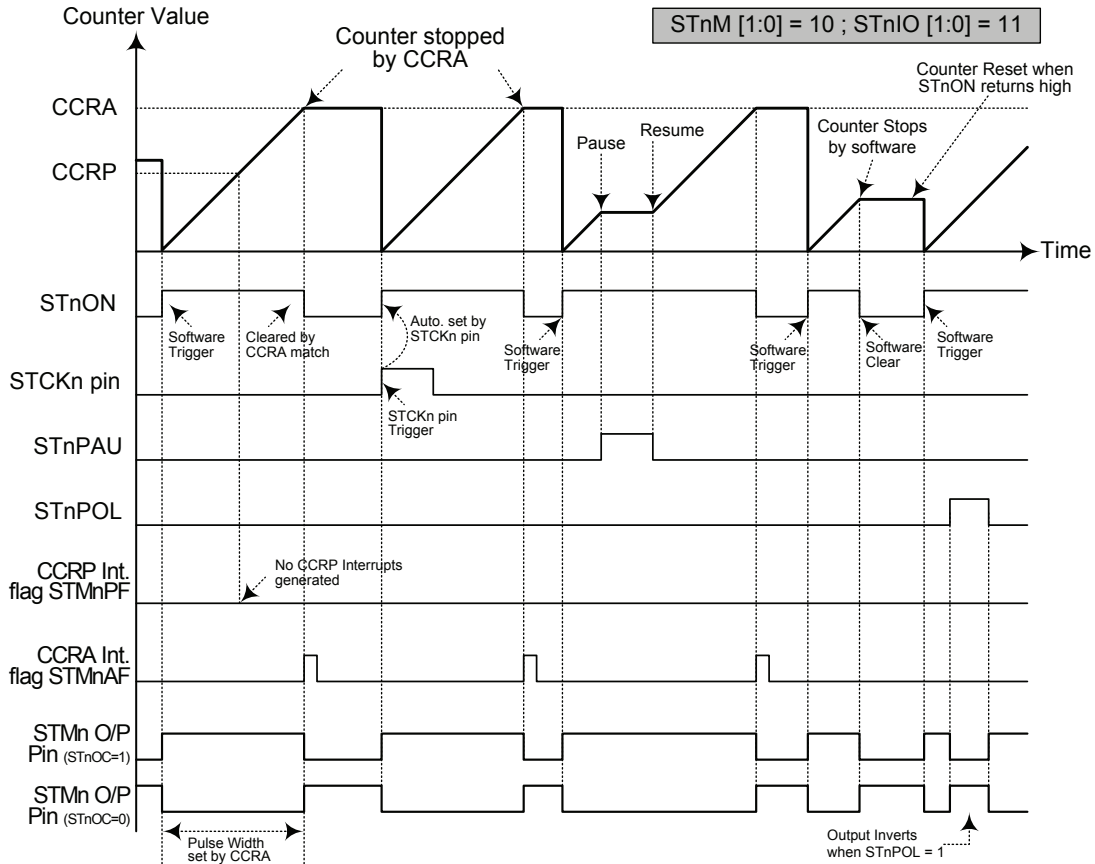 Counter Value
STnM [1:0] = 10 ; STnIO [1:0] = 11
Counter stopped
by CCRA
Counter Reset when
STnON returns high
CCRA
Pause
Resume
Counter Stops
by software
CCRP
Time
STnON
Software
Trigger
Cleared by
CCRA match
Auto. set by
STCKn pin
Software
Trigger
Software
Trigger
Software
Clear
Software
Trigger
STCKn pin
STCKn pin
Trigger
STnPAU
STnPOL
CCRP Int.
flag STMnPF
No CCRP Interrupts
generated
CCRA Int.
flag STMnAF
STMn O/P
Pin (STnOC=1)
STMn O/P
Pin (STnOC=0)
Pulse Width
set by CCRA
Output Inverts
when STnPOL = 1